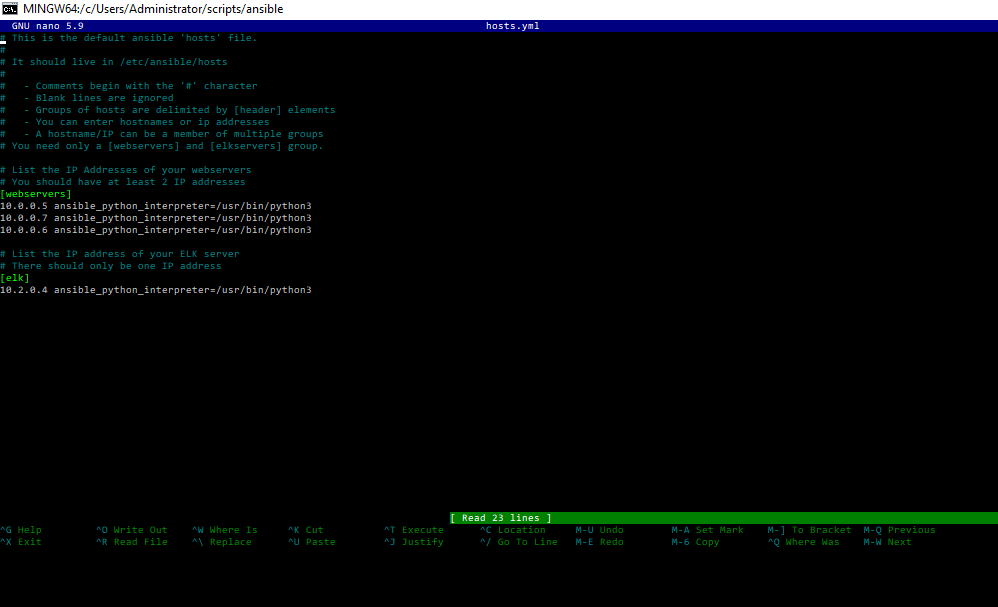 MINGW64:/c/Users/Administrator/scripts/ansible
GNU nano 5.9 hosts.yml
# This is the default ansible 'hosts' file.
#
# It should live in /etc/ansible/hosts
#
#   - Comments begin with the '#' character
#   - Blank lines are ignored
#   - Groups of hosts are delimited by [header] elements
#   - You can enter hostnames or ip addresses
#   - A hostname/IP can be a member of multiple groups
# You need only a [webservers] and [elkservers] group.
# List the IP Addresses of your webservers
# You should have at least 2 IP addresses
[webservers]
10.0.0.5 ansible_python_interpreter=/usr/bin/python3
10.0.0.7 ansible_python_interpreter=/usr/bin/python3
10.0.0.6 ansible_python_interpreter=/usr/bin/python3
# List the IP address of your ELK server
# There should only be one IP address
[elk]
10.2.0.4 ansible_python_interpreter=/usr/bin/python3
[ Read 23 lines ]
^G Help ^O Write Out ^W Where Is ^K Cut ^T Execute ^C Location M-U Undo M-A Set Mark M-] To Bracket M-Q Previous
^X Exit ^R Read File ^\ Replace ^U Paste ^J Justify ^/ Go To Line M-E Redo M-6 Copy ^Q Where Was M-W Next